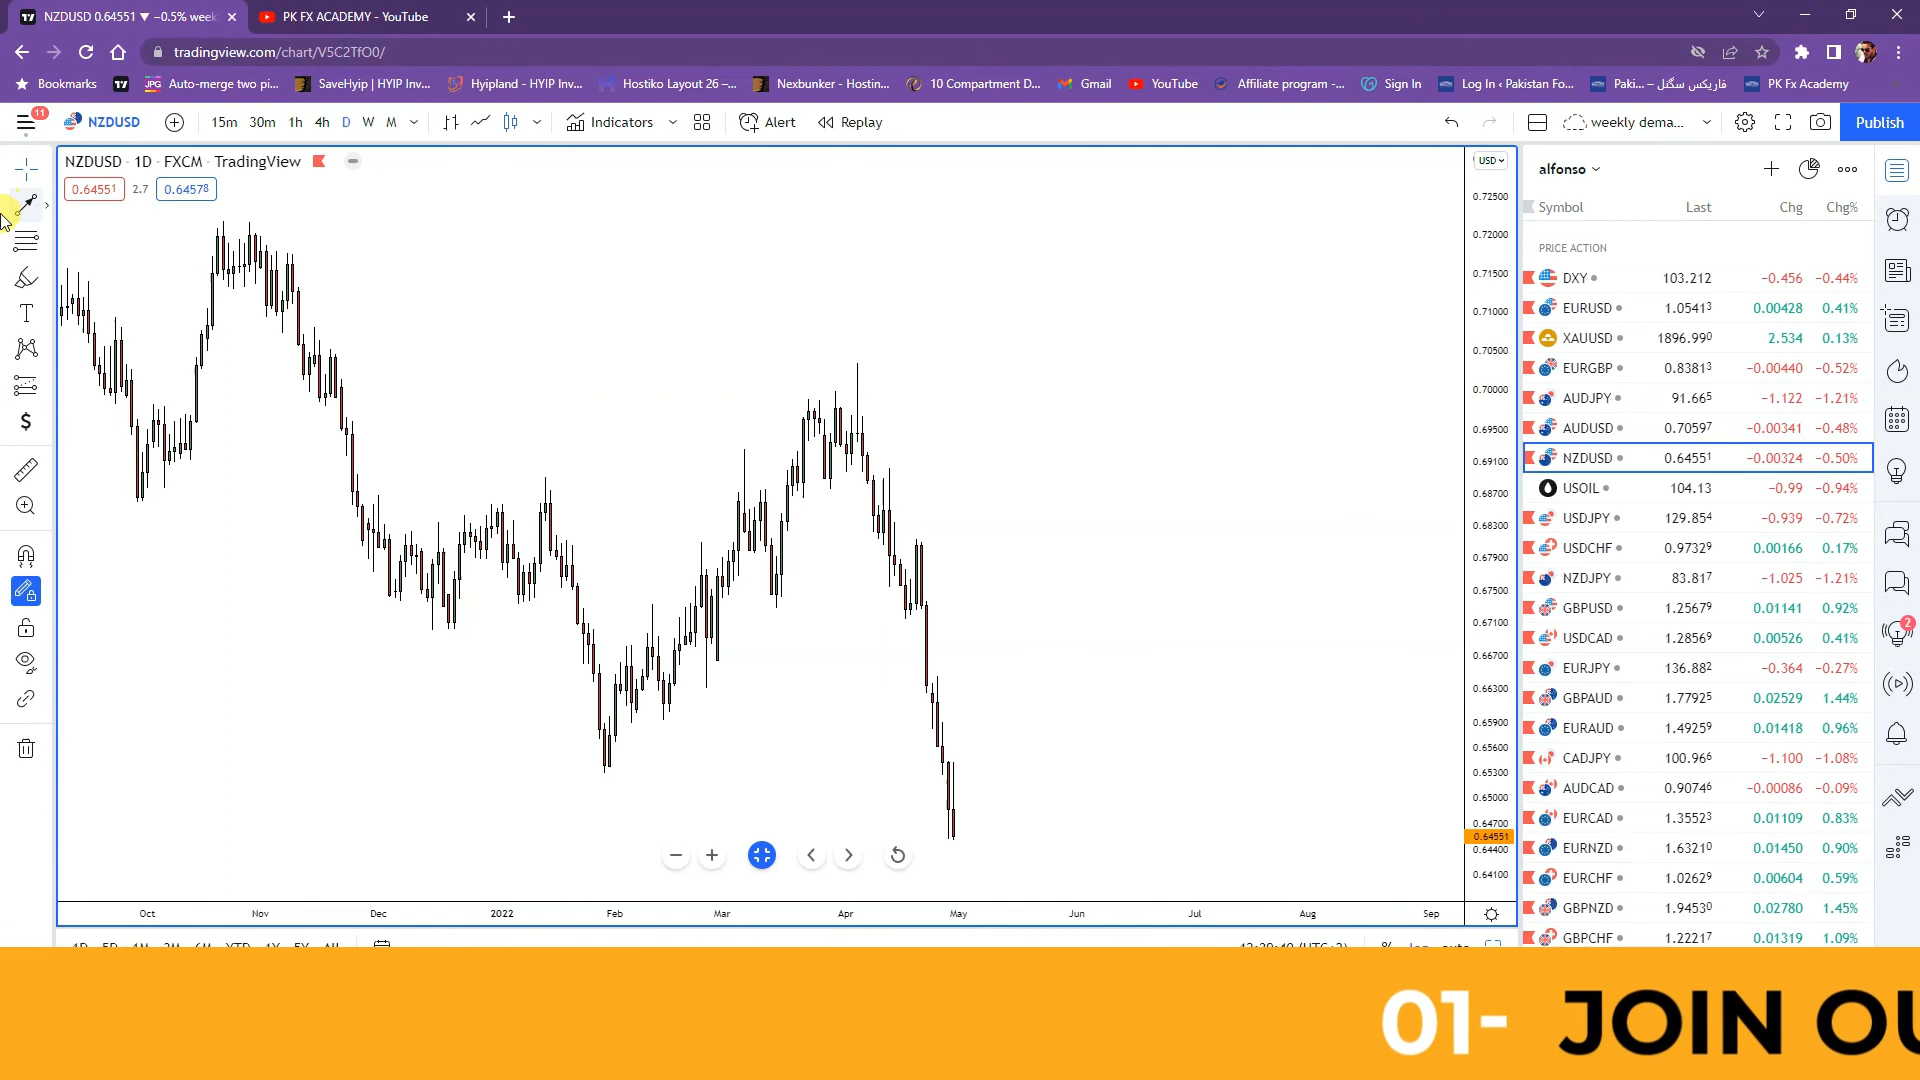 NZDUSD 0.64551 ▼ −0.5% week
PK FX ACADEMY - YouTube
tradingview.com/chart/V5C2TfO0/
Bookmarks
Auto-merge two pi...
SaveHyip | HYIP Inv...
Hyipland - HYIP Inv...
Hostiko Layout 26 –...
Nexbunker - Hostin...
10 Compartment D...
Gmail
YouTube
Affiliate program -...
Sign In
Log In ‹ Pakistan Fo...
Paki... – فاریکس سگنل
PK Fx Academy
11
NZDUSD
15m 30m 1h 4h D W M
Indicators
Alert
Replay
weekly dema...
Publish
NZDUSD · 1D · FXCM · TradingView
0.64551 2.7 0.64578
USD
0.72500
0.72000
0.71500
0.71000
0.70500
0.70000
0.69500
0.69100
0.68700
0.68300
0.67900
0.67500
0.67100
0.66700
0.66300
0.65900
0.65600
0.65300
0.65000
0.64700
0.64551
0.64400
0.64100
Oct Nov Dec 2022 Feb Mar Apr May Jun Jul Aug Sep
alfonso
Symbol Last Chg Chg%
PRICE ACTION
DXY 103.212 −0.456 −0.44%
EURUSD 1.05413 0.00428 0.41%
XAUUSD 1896.990 2.534 0.13%
EURGBP 0.83813 −0.00440 −0.52%
AUDJPY 91.665 −1.122 −1.21%
AUDUSD 0.70597 −0.00341 −0.48%
NZDUSD 0.64551 −0.00324 −0.50%
USOIL 104.13 −0.99 −0.94%
USDJPY 129.854 −0.939 −0.72%
USDCHF 0.97329 0.00166 0.17%
NZDJPY 83.817 −1.025 −1.21%
GBPUSD 1.25679 0.01141 0.92%
USDCAD 1.28569 0.00526 0.41%
EURJPY 136.882 −0.364 −0.27%
GBPAUD 1.77925 0.02529 1.44%
EURAUD 1.49259 0.01418 0.96%
CADJPY 100.966 −1.100 −1.08%
AUDCAD 0.90746 −0.00086 −0.09%
EURCAD 1.35523 0.01109 0.83%
EURNZD 1.63210 0.01450 0.90%
EURCHF 1.02629 0.00604 0.59%
GBPNZD 1.94530 0.02780 1.45%
GBPCHF 1.22217 0.01319 1.09%
2
01- JOIN OU